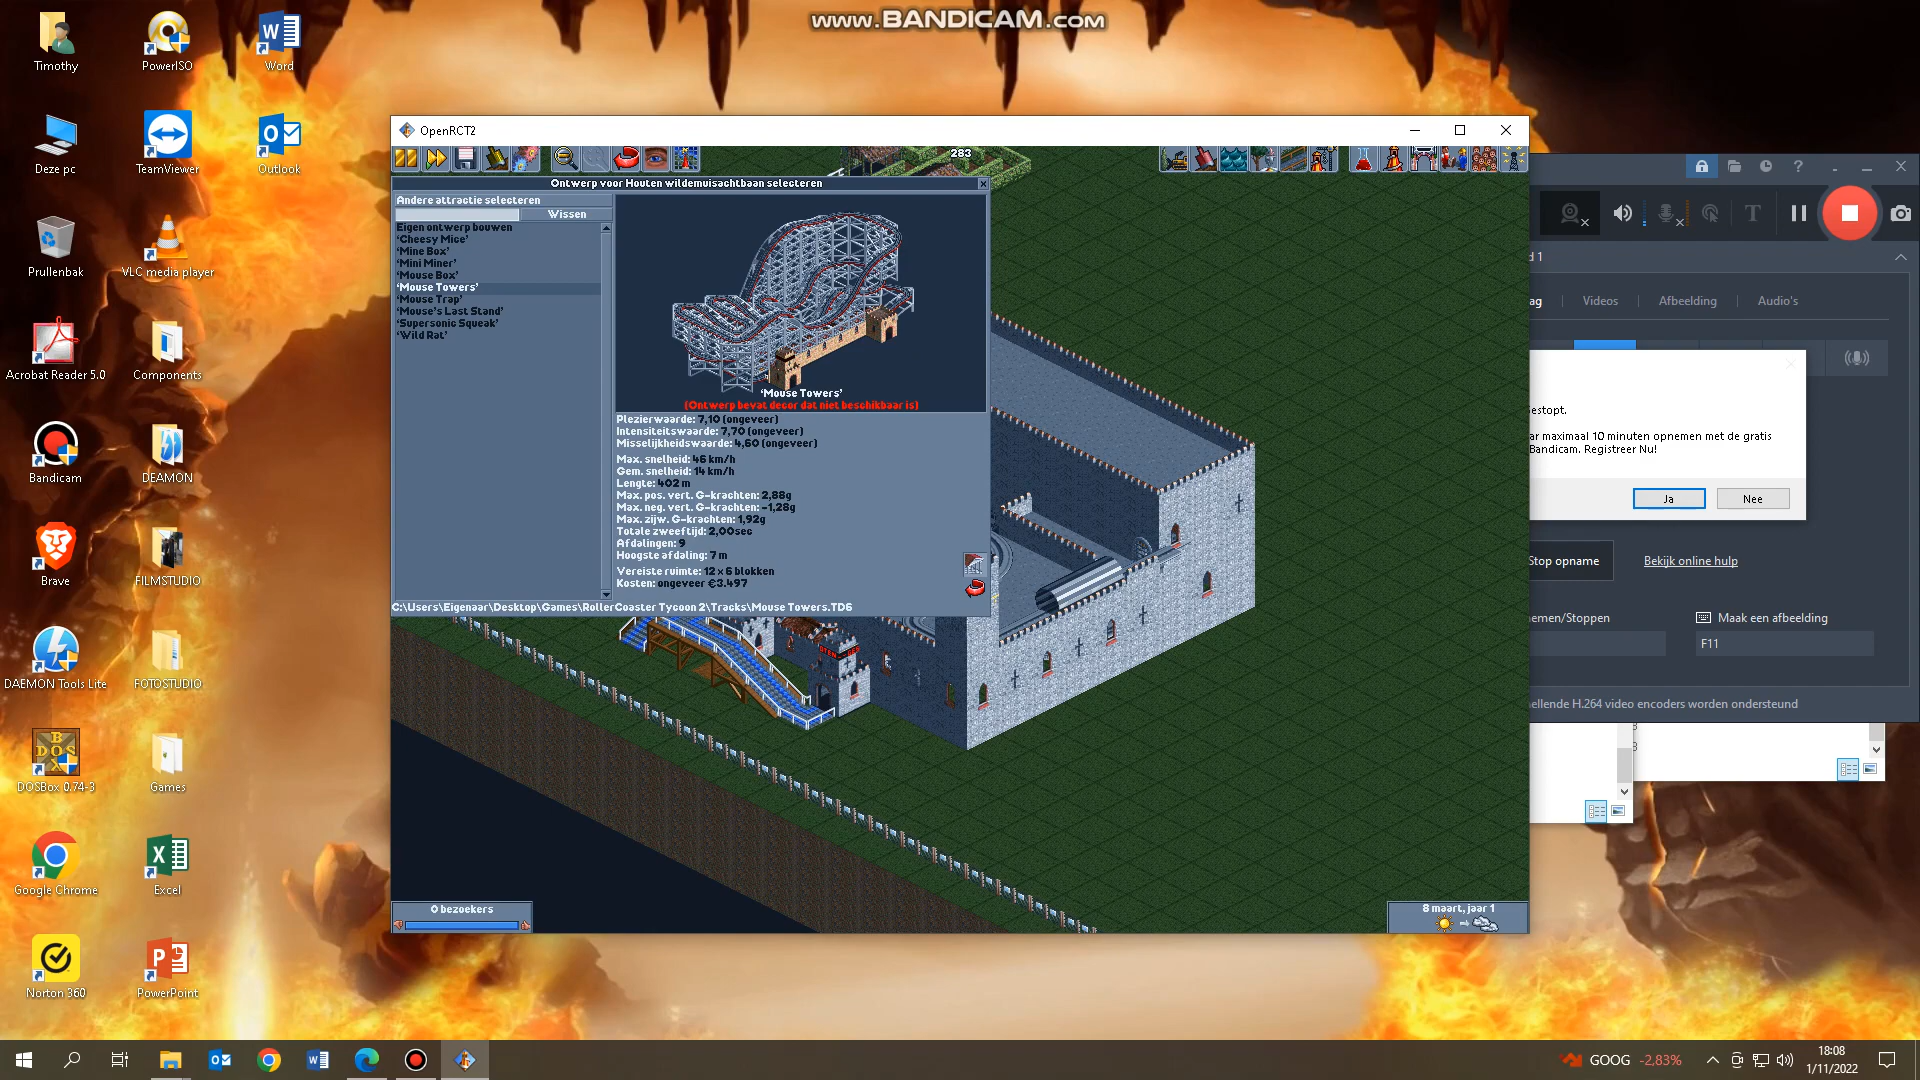 www.BANDICAM.com
Timothy
PowerISO
Word
Deze pc
TeamViewer
Outlook
Prullenbak
VLC media player
Acrobat Reader 5.0
Components
Bandicam
DEAMON
Brave
FILMSTUDIO
DAEMON Tools Lite
FOTOSTUDIO
DOSBox 0.74-3
Games
Google Chrome
Excel
Norton 360
PowerPoint
OpenRCT2
283
Ontwerp voor Houten wildemuisachtbaan selecteren
Andere attractie selecteren
Wissen
Eigen ontwerp bouwen
'Cheesy Mice'
'Mine Box'
'Mini Miner'
'Mouse Box'
'Mouse Towers'
'Mouse Trap'
'Mouse's Last Stand'
'Supersonic Squeak'
'Wild Rat'
'Mouse Towers'
(Ontwerp bevat decor dat niet beschikbaar is)
Plezierwaarde: 7,10 (ongeveer)
Intensiteitswaarde: 7,70 (ongeveer)
Misselijkheidswaarde: 4,60 (ongeveer)
Max. snelheid: 46 km/h
Gem. snelheid: 14 km/h
Lengte: 402 m
Max. pos. vert. G-krachten: 2,88g
Max. neg. vert. G-krachten: -1,28g
Max. zijw. G-krachten: 1,92g
Totale zweeftijd: 2,00sec
Afdalingen: 9
Hoogste afdaling: 7 m
Vereiste ruimte: 12 × 6 blokken
Kosten: ongeveer €3.497
C:\Users\Eigenaar\Desktop\Games\RollerCoaster Tycoon 2\Tracks\Mouse Towers.TD6
0 bezoekers
8 maart, jaar 1
d 1
ag
Videos
Afbeelding
Audio's
estopt.
ar maximaal 10 minuten opnemen met de gratis
Bandicam. Registreer Nu!
Ja
Nee
Stop opname
Bekijk online hulp
emen/Stoppen
Maak een afbeelding
F11
ellende H.264 video encoders worden ondersteund
GOOG -2,83%
18:08
1/11/2022